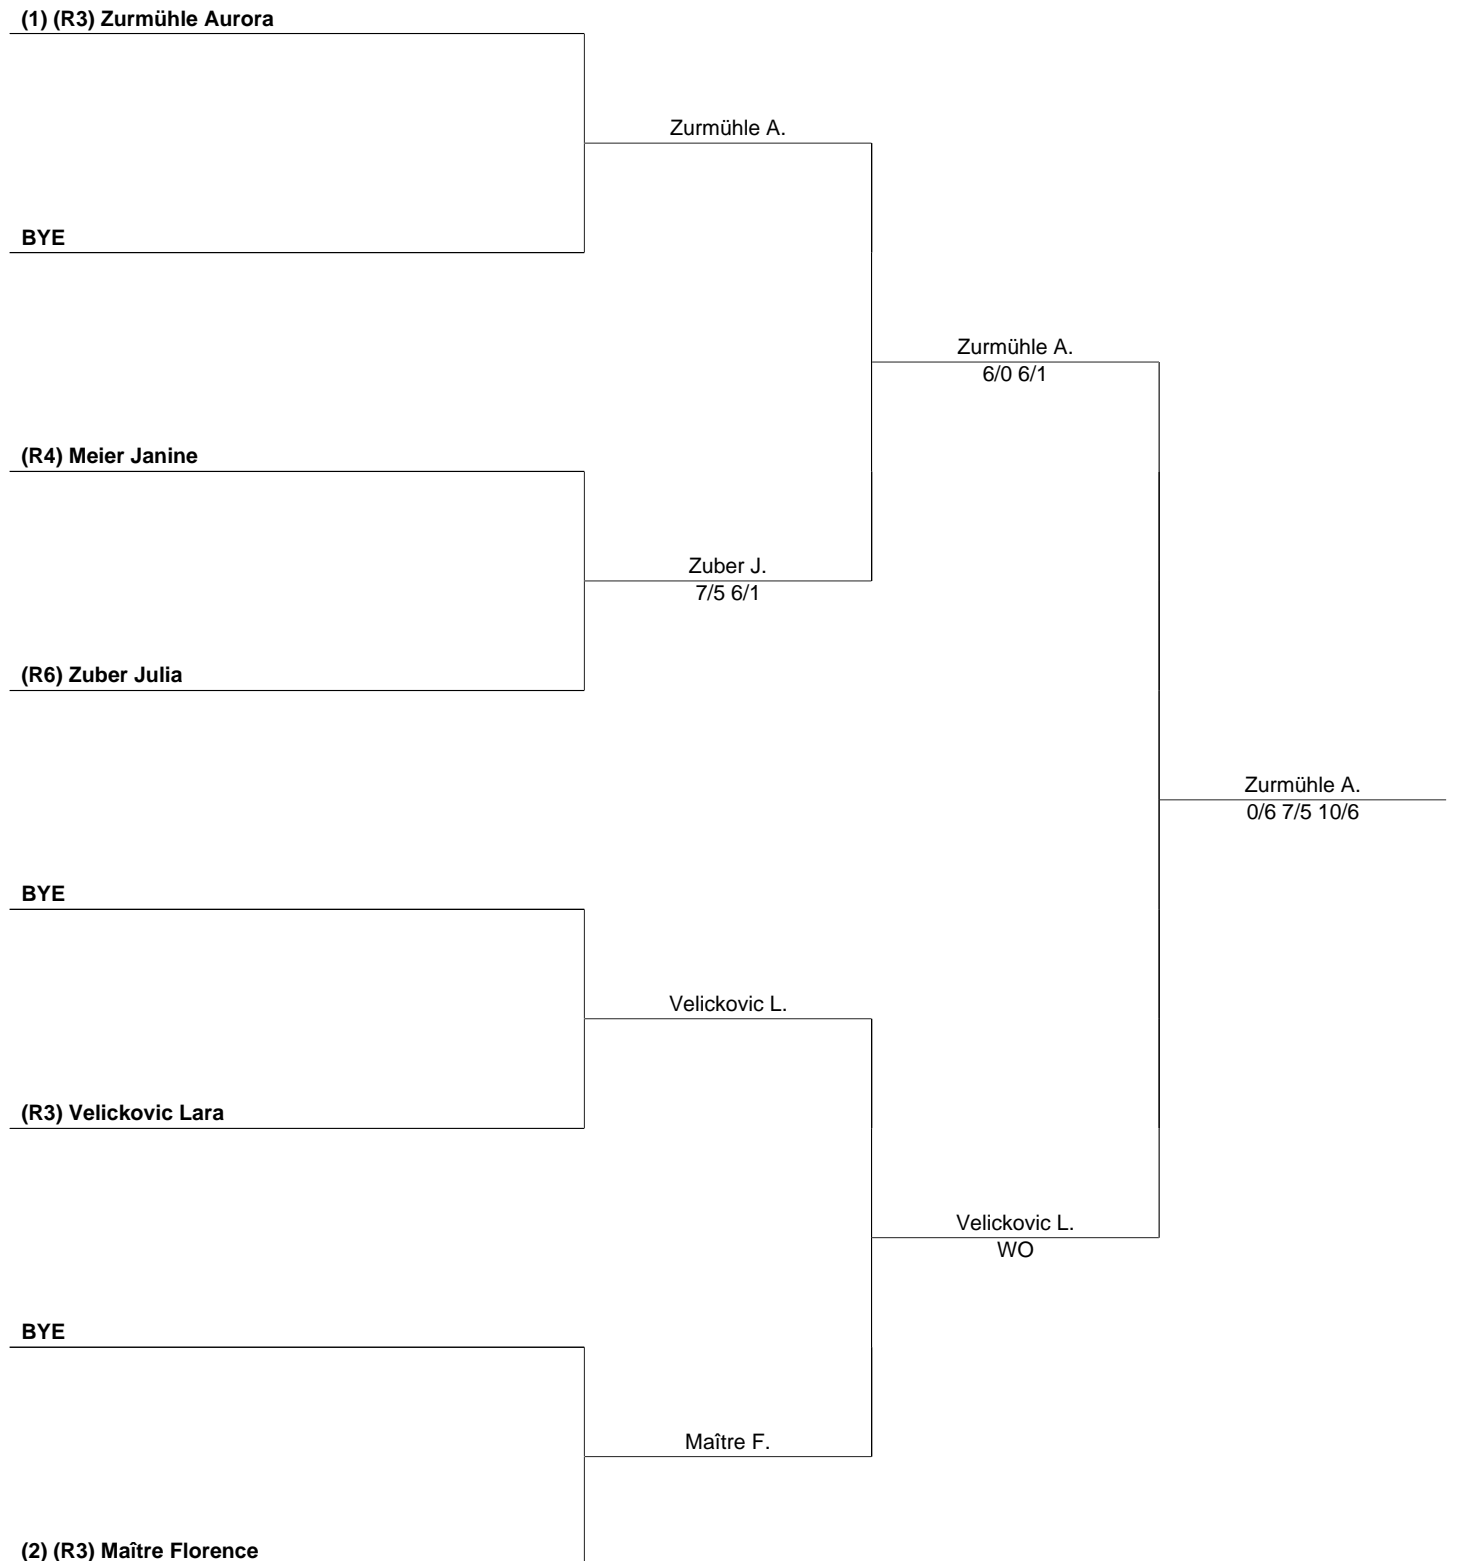 (1) (R3) Zurmühle Aurora
Zurmühle A.
BYE
Zurmühle A.
6/0 6/1
(R4) Meier Janine
Zuber J.
7/5 6/1
(R6) Zuber Julia
Zurmühle A.
0/6 7/5 10/6
BYE
Velickovic L.
(R3) Velickovic Lara
Velickovic L.
WO
BYE
Maître F.
(2) (R3) Maître Florence